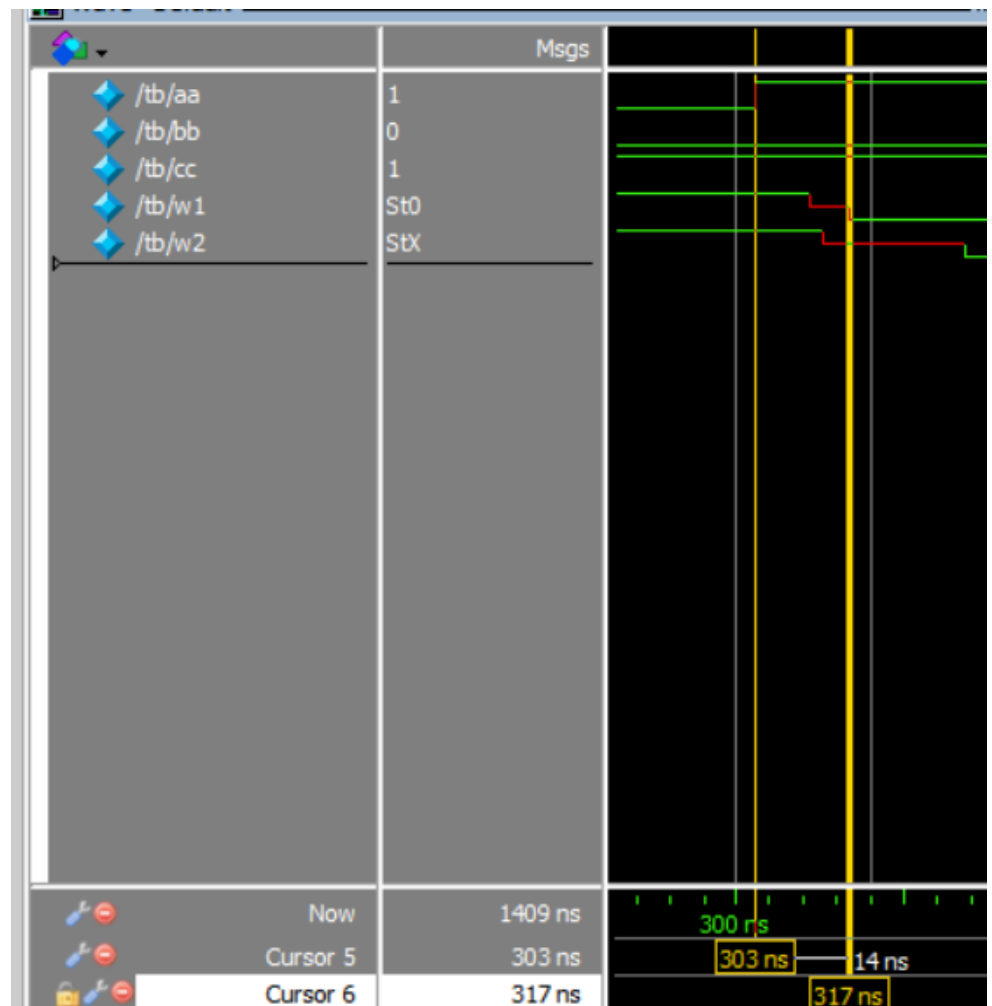 Msgs
/tb/aa 1
/tb/bb 0
/tb/cc 1
/tb/w1 St0
/tb/w2 StX
Now 1409 ns 300 ns
Cursor 5 303 ns 303 ns 14 ns
Cursor 6 317 ns 317 ns